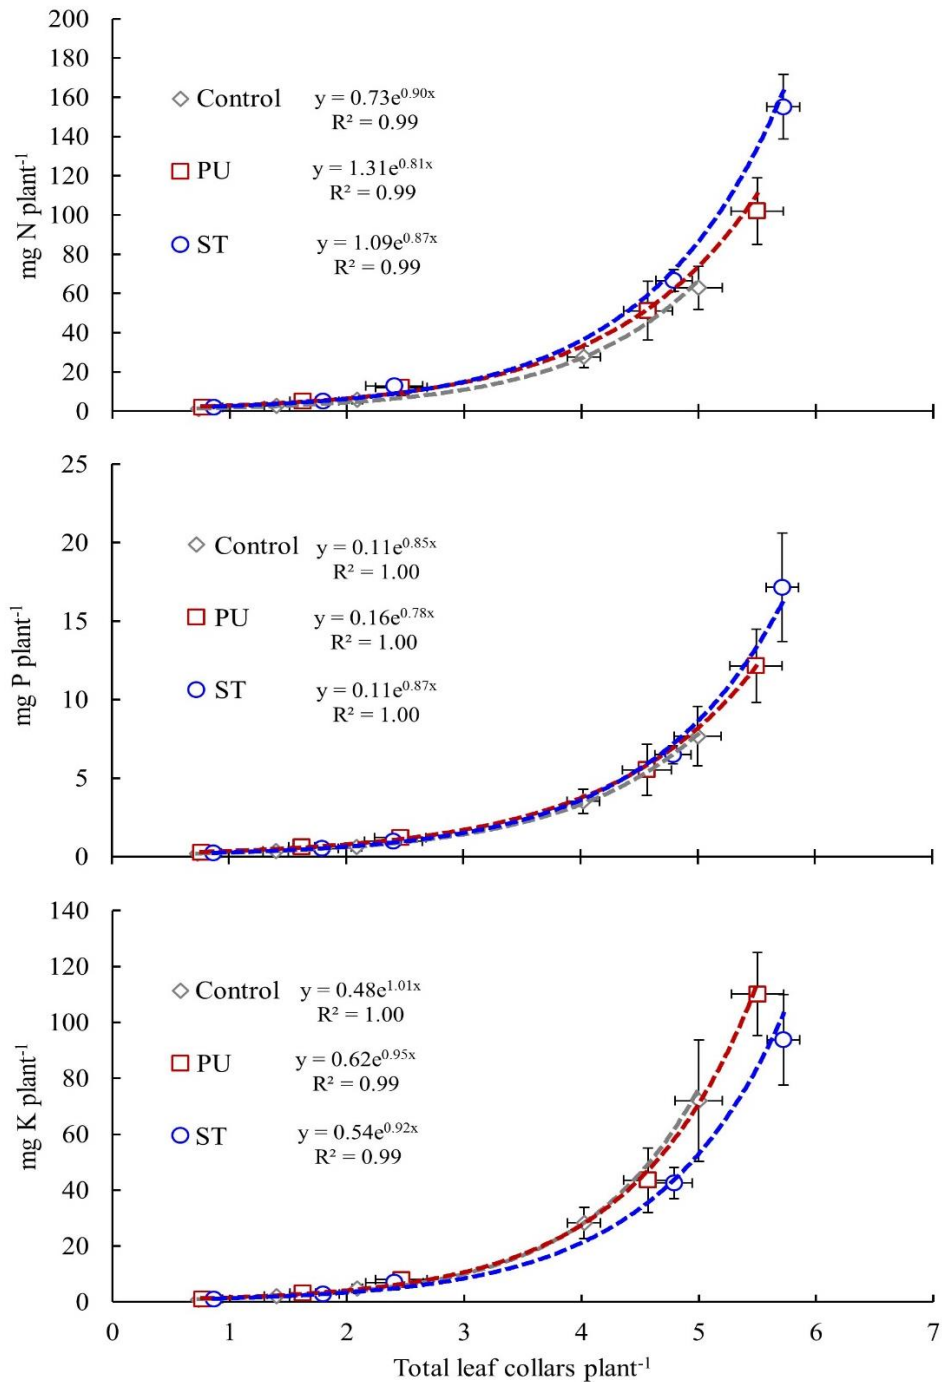 200
180
160
140
120
100
80
60
40
20
0
mg N plant⁻¹
Control y = 0.73e⁰·⁹⁰ˣ
R² = 0.99
PU y = 1.31e⁰·⁸¹ˣ
R² = 0.99
ST y = 1.09e⁰·⁸⁷ˣ
R² = 0.99
25
20
15
10
5
0
mg P plant⁻¹
Control y = 0.11e⁰·⁸⁵ˣ
R² = 1.00
PU y = 0.16e⁰·⁷⁸ˣ
R² = 1.00
ST y = 0.11e⁰·⁸⁷ˣ
R² = 1.00
140
120
100
80
60
40
20
0
mg K plant⁻¹
Control y = 0.48e¹·⁰¹ˣ
R² = 1.00
PU y = 0.62e⁰·⁹⁵ˣ
R² = 0.99
ST y = 0.54e⁰·⁹²ˣ
R² = 0.99
0 1 2 3 4 5 6 7
Total leaf collars plant⁻¹